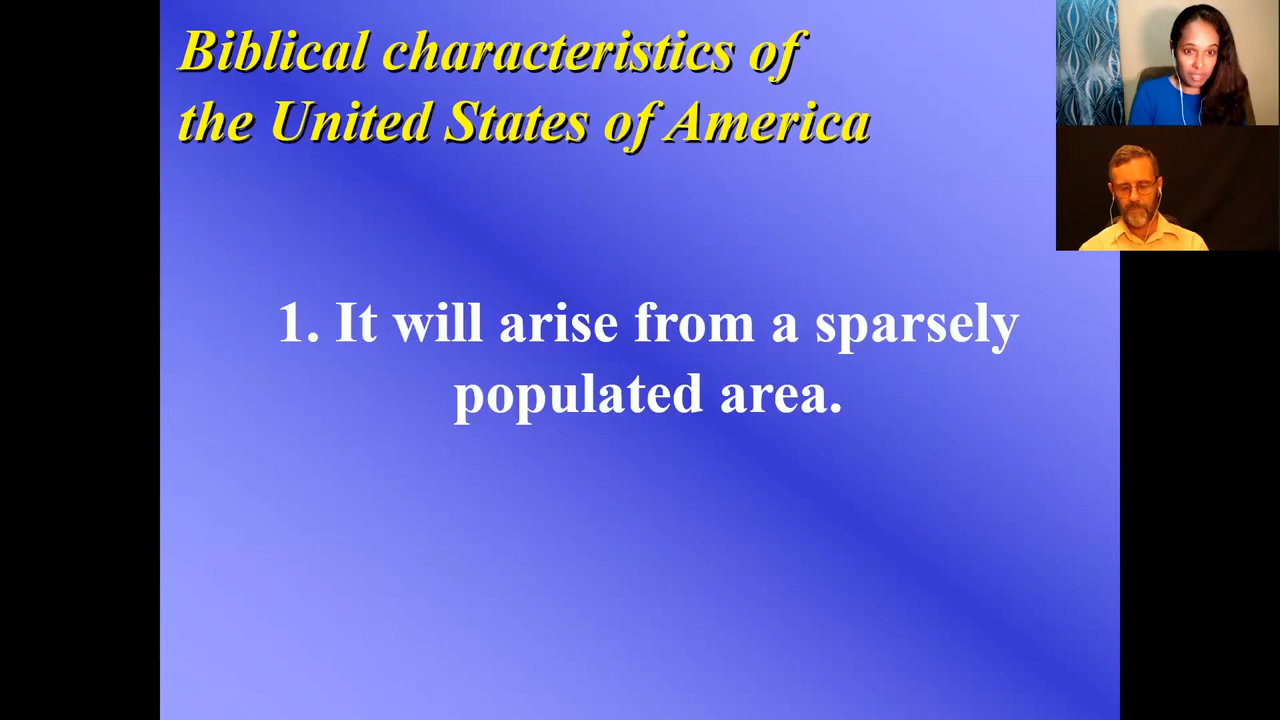 Biblical characteristics of
the United States of America
1. It will arise from a sparsely
populated area.